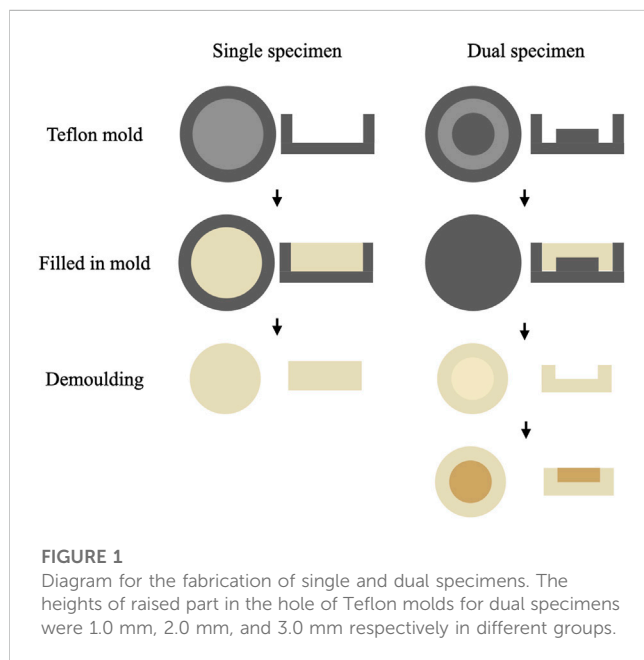 Single specimen
Dual specimen
Teflon mold
Filled in mold
Demoulding
FIGURE 1
Diagram for the fabrication of single and dual specimens. The
heights of raised part in the hole of Teflon molds for dual specimens
were 1.0 mm, 2.0 mm, and 3.0 mm respectively in different groups.